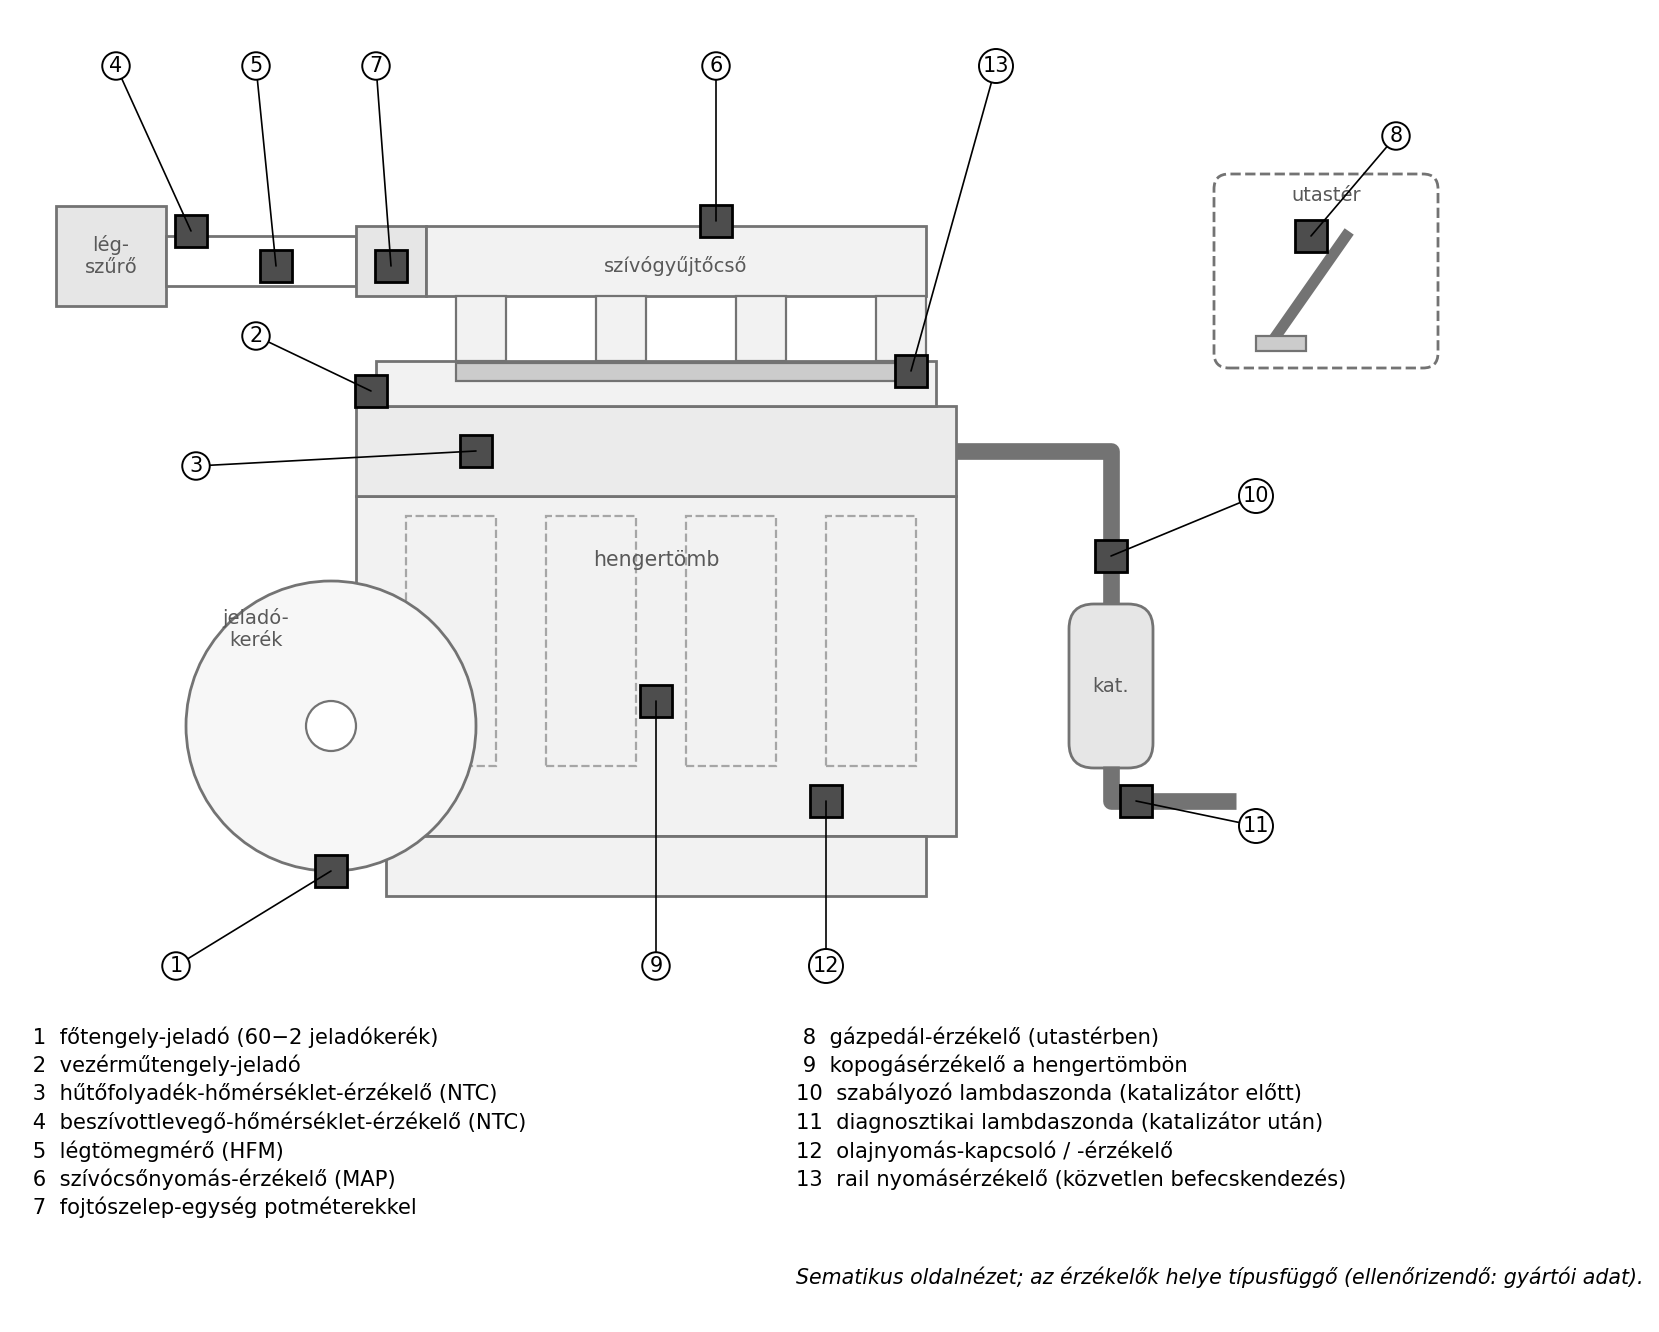 4
5
7
6
13
8
utastér
lég-
szűrő
szívógyűjtőcső
2
3
10
hengertömb
jeladó-
kerék
kat.
11
1
9
12
1 főtengely-jeladó (60−2 jeladókerék)
2 vezérműtengely-jeladó
3 hűtőfolyadék-hőmérséklet-érzékelő (NTC)
4 beszívottlevegő-hőmérséklet-érzékelő (NTC)
5 légtömegmérő (HFM)
6 szívócsőnyomás-érzékelő (MAP)
7 fojtószelep-egység potméterekkel
8 gázpedál-érzékelő (utastérben)
9 kopogásérzékelő a hengertömbön
10 szabályozó lambdaszonda (katalizátor előtt)
11 diagnosztikai lambdaszonda (katalizátor után)
12 olajnyomás-kapcsoló / -érzékelő
13 rail nyomásérzékelő (közvetlen befecskendezés)
Sematikus oldalnézet; az érzékelők helye típusfüggő (ellenőrizendő: gyártói adat).